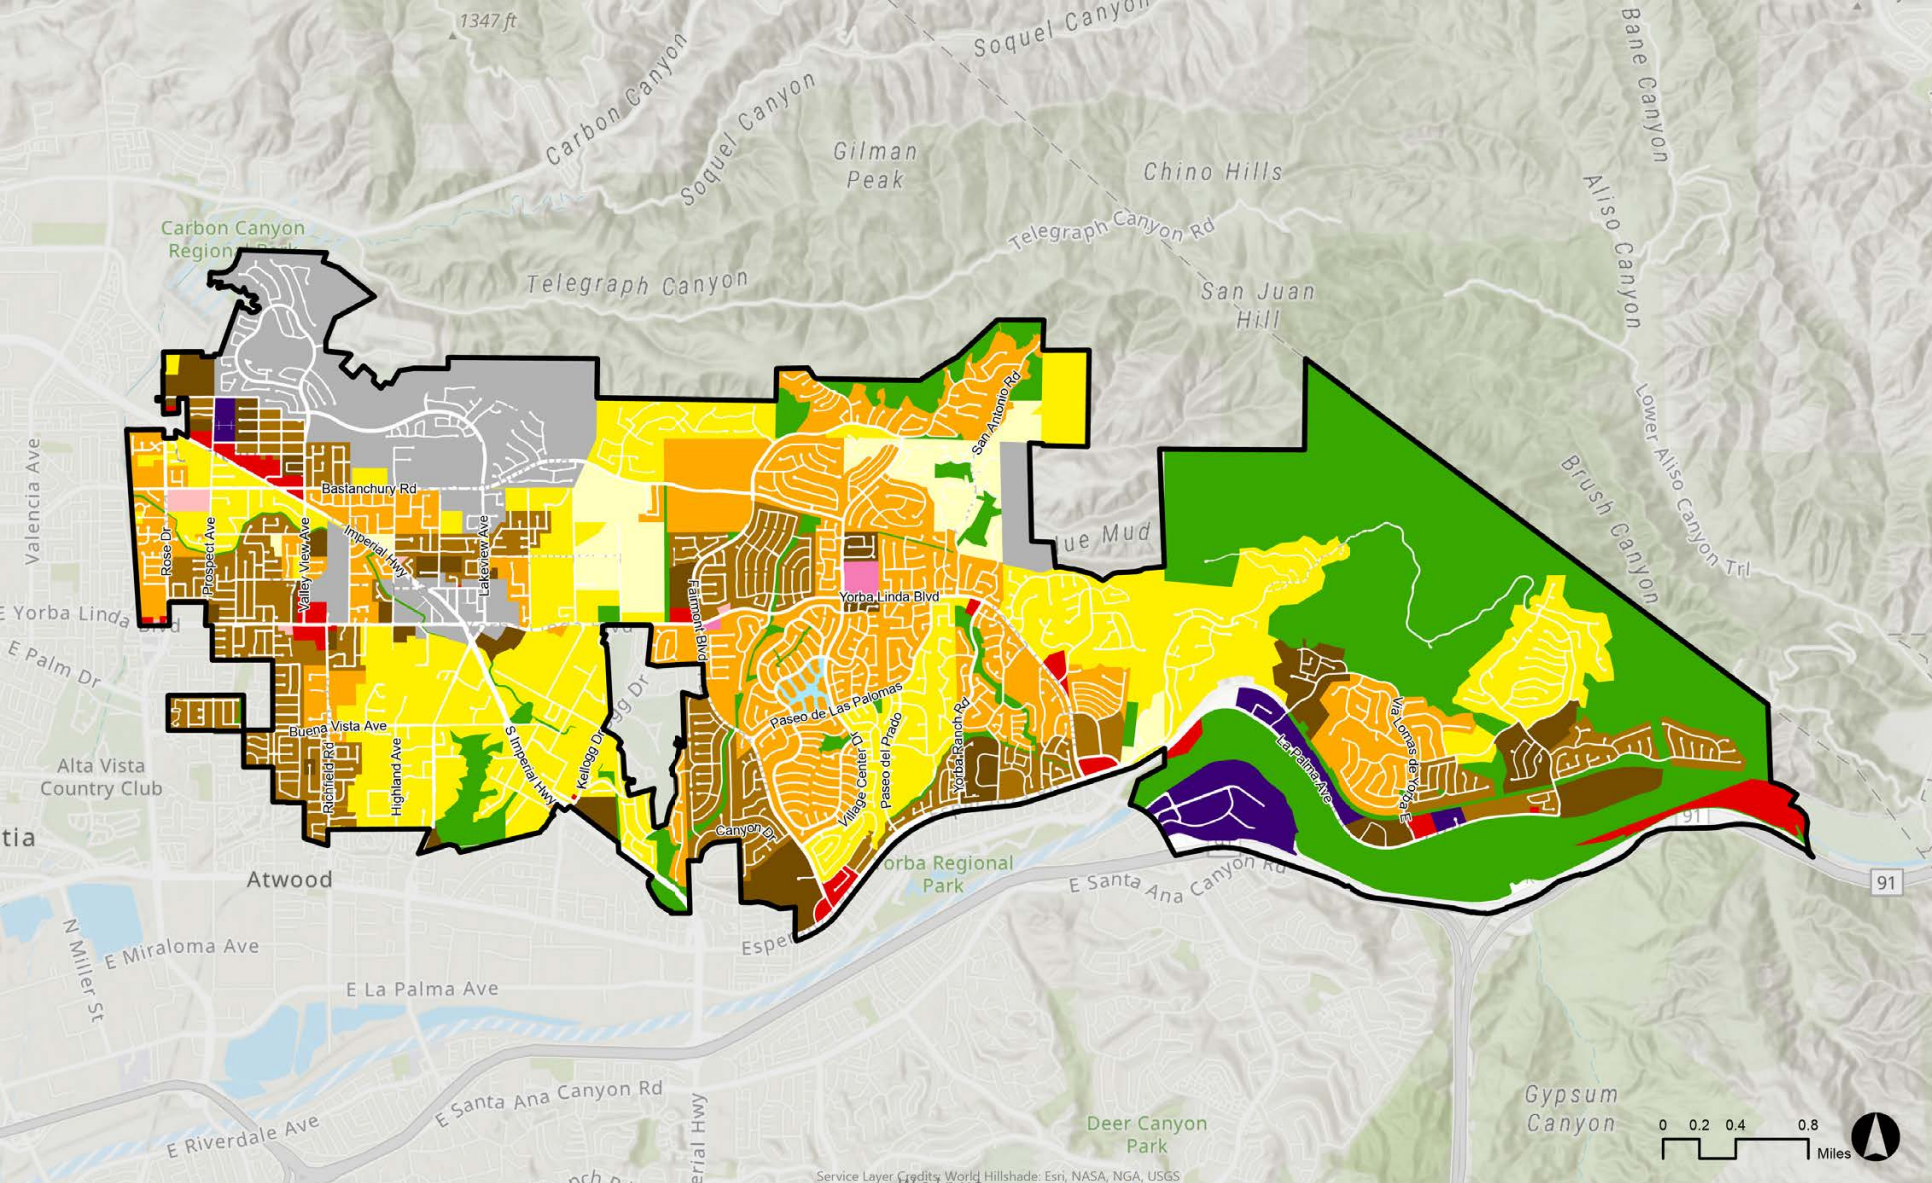 1347 ft
Soquel Canyon
Bane Canyon
Carbon Canyon
Soquel Canyon
Gilman
Peak
Chino Hills
Aliso Canyon
Carbon Canyon
Regional Park
Telegraph Canyon Rd
Telegraph Canyon
San Juan
Hill
Lower Aliso Canyon Trl
San Antonio Rd
Valencia Ave
Bastanchury Rd
Brush Canyon
Imperial Hwy
Rose Dr
Prospect Ave
Valley View Ave
Lakeview Ave
lue Mud
Fairmont Blvd
Yorba Linda Blvd
E Yorba Linda Blvd
E Palm Dr
Kellogg Dr
Paseo de Las Palomas
Buena Vista Ave
S Imperial Hwy
Richfield Rd
Highland Ave
Village Center Dr
Paseo del Prado
Yorba Ranch Rd
La Palma Ave
Via Lomas de Yorba E
Alta Vista
Country Club
Canyon Dr
91
tia
Atwood
orba Regional
Park
E Santa Ana Canyon Rd
91
N Miller St
E Miraloma Ave
Esper
E La Palma Ave
E Santa Ana Canyon Rd
E Riverdale Ave
erial Hwy
Deer Canyon
Park
Gypsum
Canyon
0 0.2 0.4 0.8
Miles
Service Layer Credits: World Hillshade: Esri, NASA, NGA, USGS